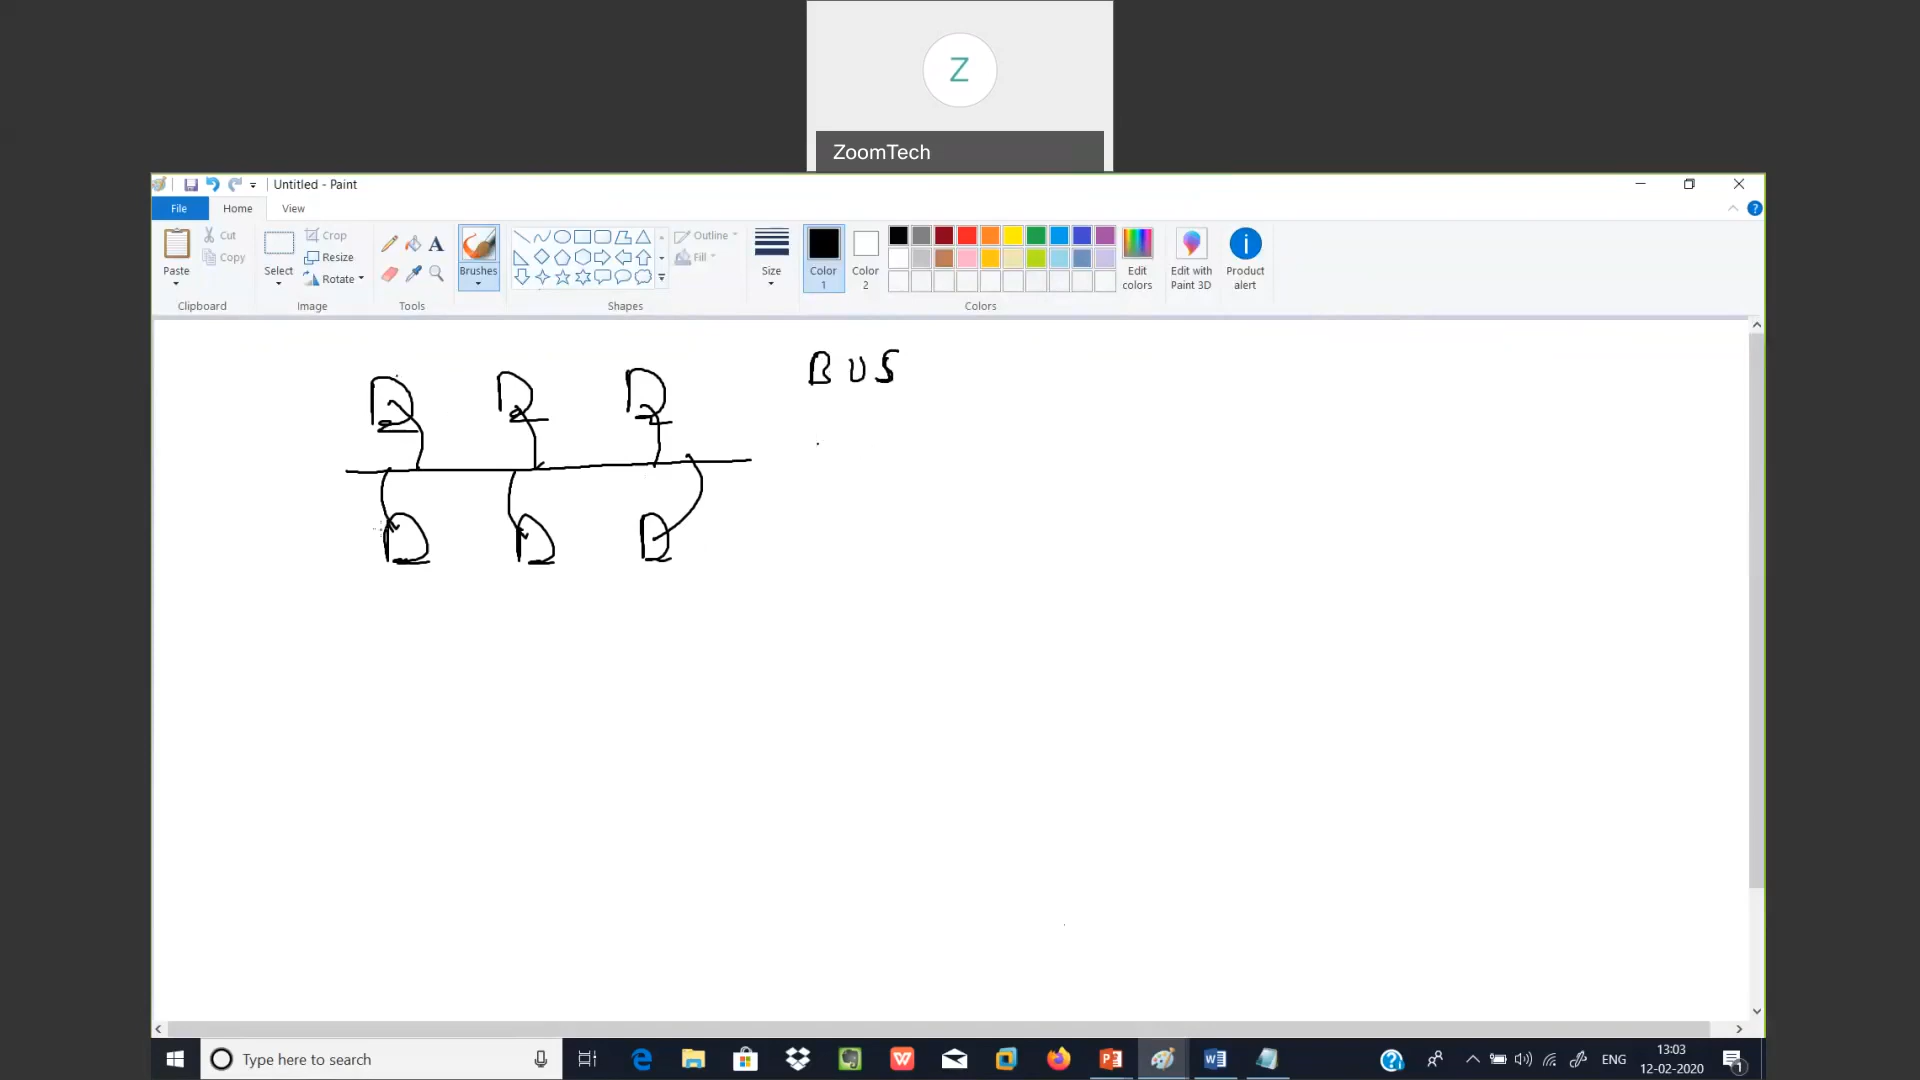 Z
ZoomTech
Untitled - Paint
File Home View
Paste
Cut
Copy
Clipboard
Select
Crop
Resize
Rotate
Image
A
Tools
Brushes
Outline
Fill
Shapes
Size
Color 1
Color 2
Edit colors
Colors
Edit with Paint 3D
Product alert
BUS
D D D
D D D
Type here to search
ENG
13:03
12-02-2020
1